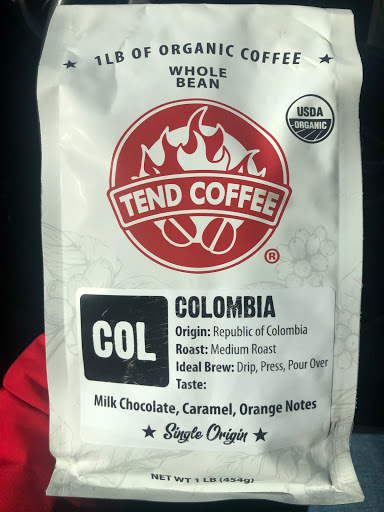 ★ 1LB OF ORGANIC COFFEE ★
WHOLE
BEAN
USDA
ORGANIC
TEND COFFEE
®
COL
COLOMBIA
Origin: Republic of Colombia
Roast: Medium Roast
Ideal Brew: Drip, Press, Pour Over
Taste:
Milk Chocolate, Caramel, Orange Notes
★ Single Origin ★
NET WT 1 LB (454g)